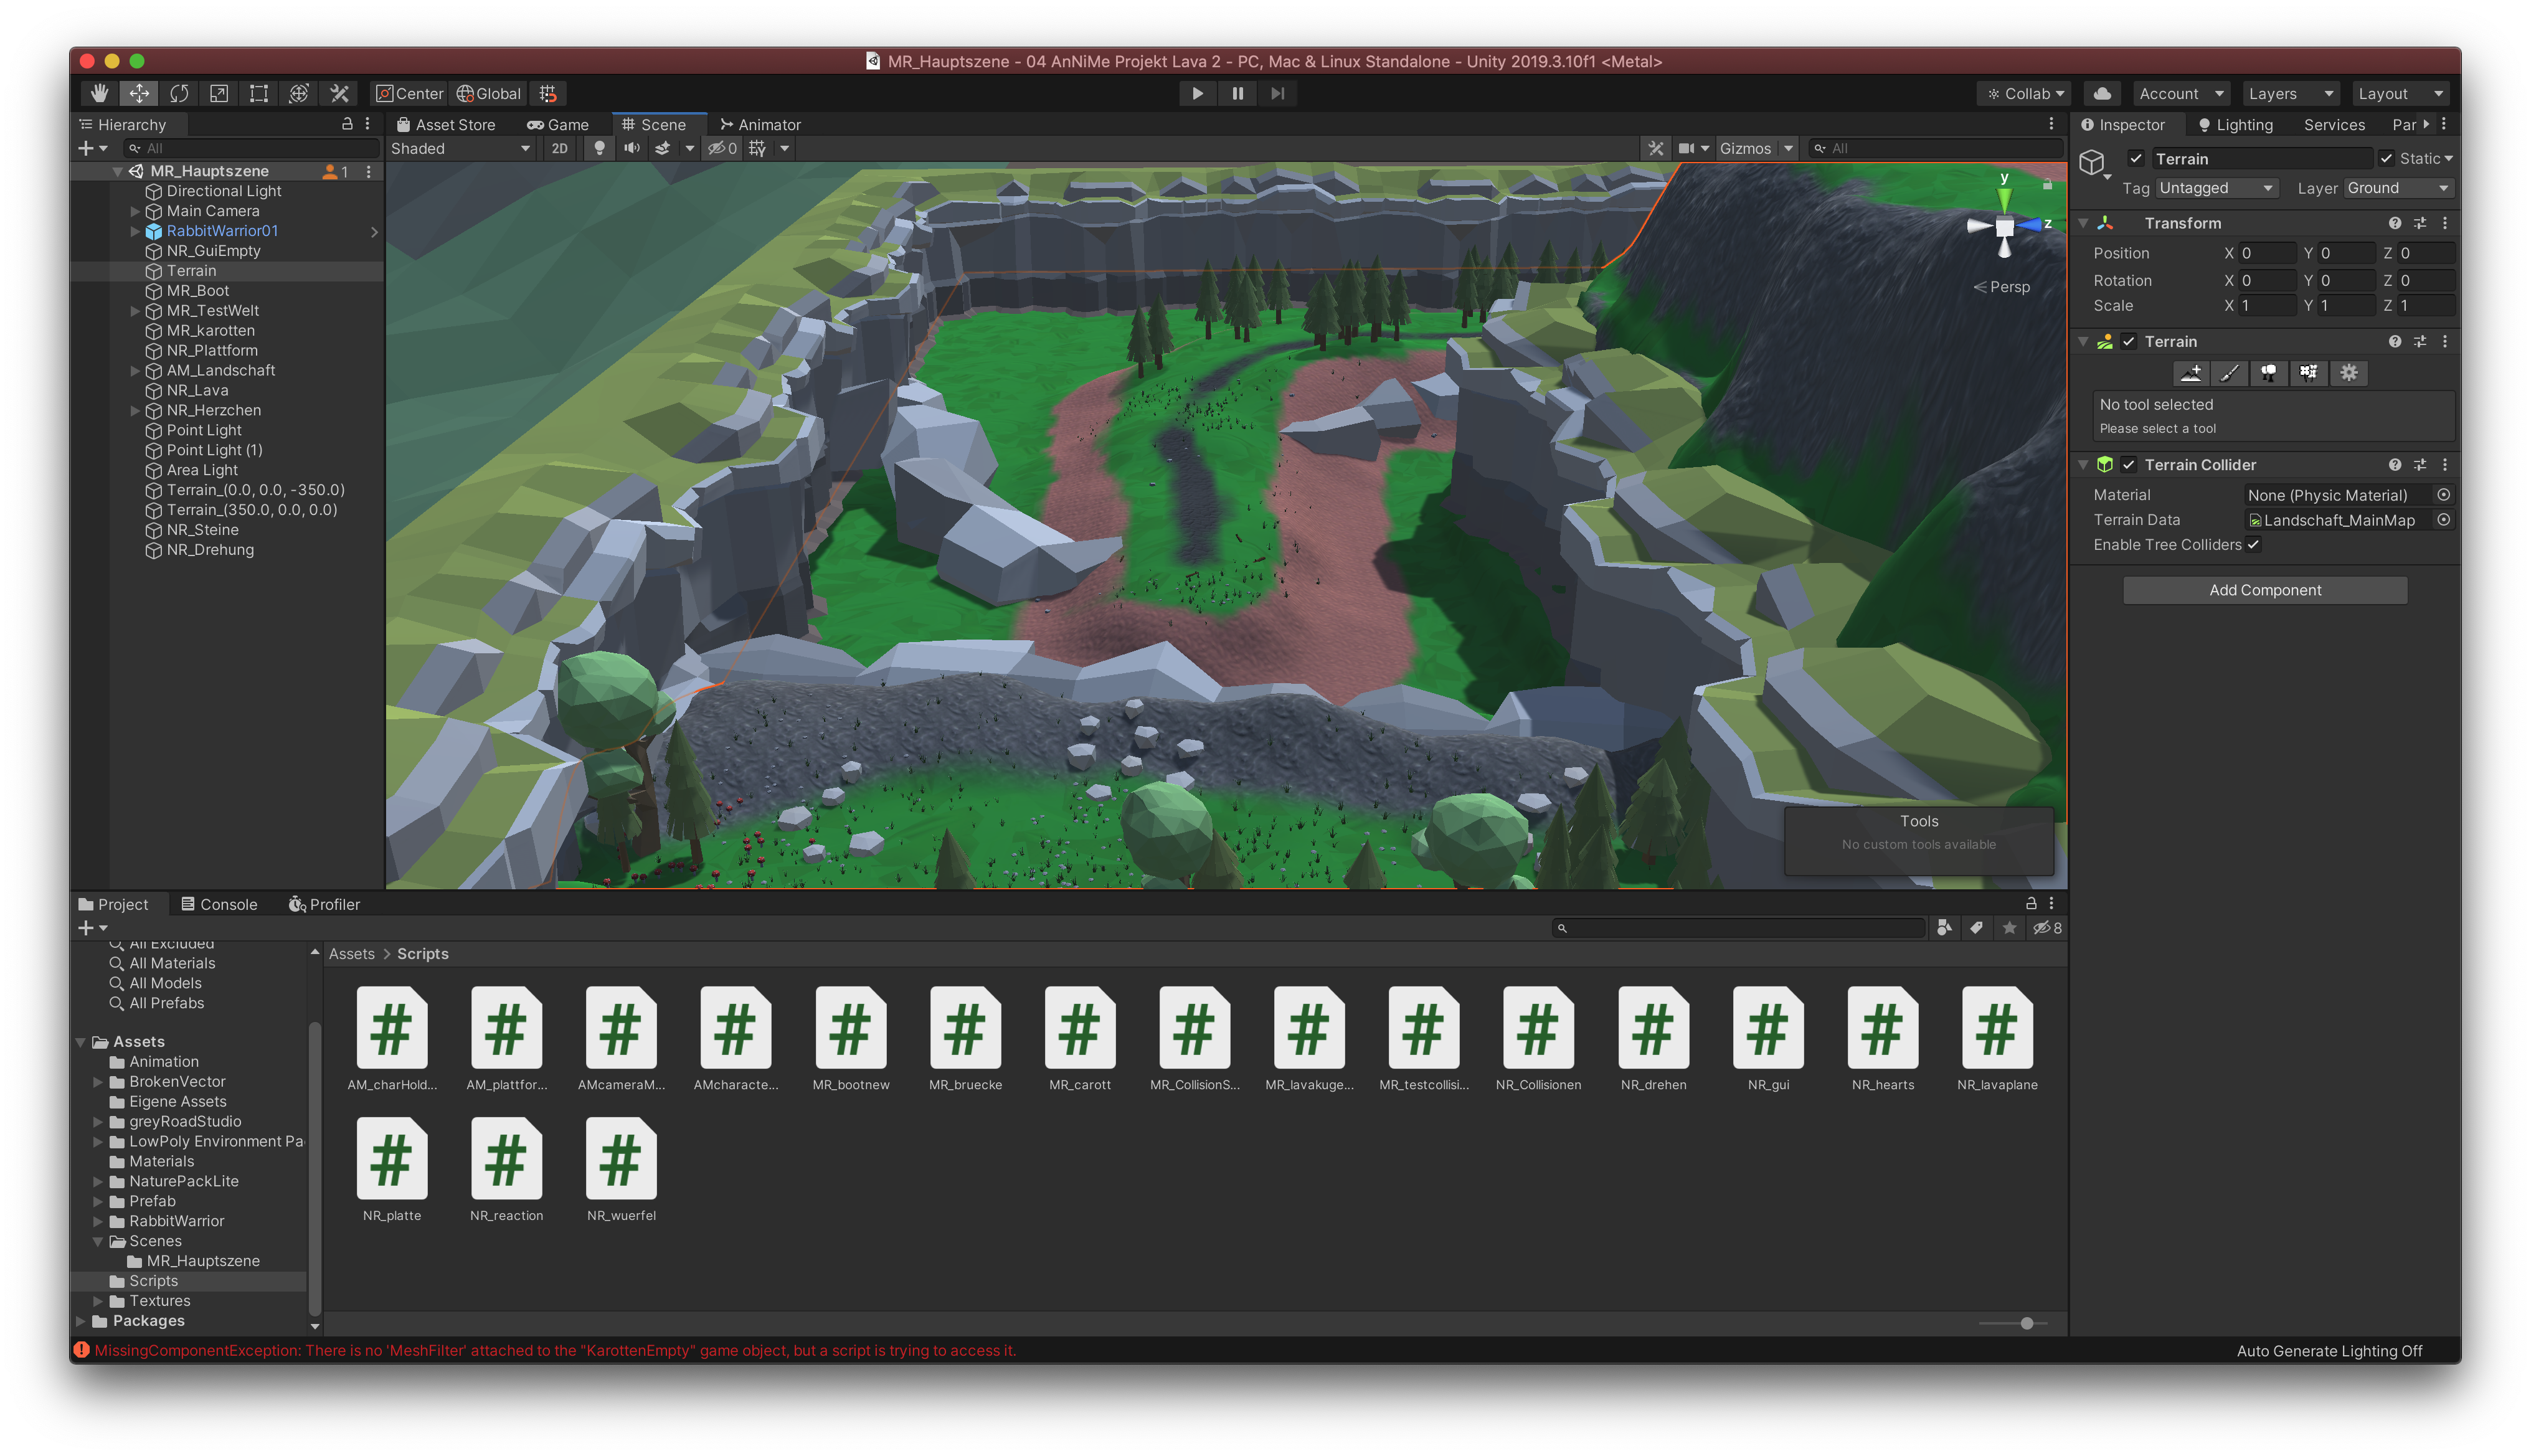 MR_Hauptszene - 04 AnNiMe Projekt Lava 2 - PC, Mac & Linux Standalone - Unity 2019.3.10f1 <Metal>
Center Global Collab Account Layers Layout
Hierarchy
All
MR_Hauptszene 1
Directional Light
Main Camera
RabbitWarrior01
NR_GuiEmpty
Terrain
MR_Boot
MR_TestWelt
MR_karotten
NR_Plattform
AM_Landschaft
NR_Lava
NR_Herzchen
Point Light
Point Light (1)
Area Light
Terrain_(0.0, 0.0, -350.0)
Terrain_(350.0, 0.0, 0.0)
NR_Steine
NR_Drehung
Asset Store Game Scene Animator
Shaded 2D 0 Gizmos All
y
z
Persp
Tools
No custom tools available
Inspector Lighting Services Par
Terrain Static
Tag Untagged Layer Ground
Transform
Position X 0 Y 0 Z 0
Rotation X 0 Y 0 Z 0
Scale X 1 Y 1 Z 1
Terrain
No tool selected
Please select a tool
Terrain Collider
Material None (Physic Material)
Terrain Data Landschaft_MainMap
Enable Tree Colliders
Add Component
Project Console Profiler
8
All Excluded
All Materials
All Models
All Prefabs
Assets
Animation
BrokenVector
Eigene Assets
greyRoadStudio
LowPoly Environment Pa
Materials
NaturePackLite
Prefab
RabbitWarrior
Scenes
MR_Hauptszene
Scripts
Textures
Packages
Assets > Scripts
# # # # # # # # # # # # # # #
AM_charHold... AM_plattfor... AMcameraM... AMcharacte... MR_bootnew MR_bruecke MR_carott MR_CollisionS... MR_lavakuge... MR_testcollisi... NR_Collisionen NR_drehen NR_gui NR_hearts NR_lavaplane
# # #
NR_platte NR_reaction NR_wuerfel
MissingComponentException: There is no 'MeshFilter' attached to the "KarottenEmpty" game object, but a script is trying to access it.
Auto Generate Lighting Off